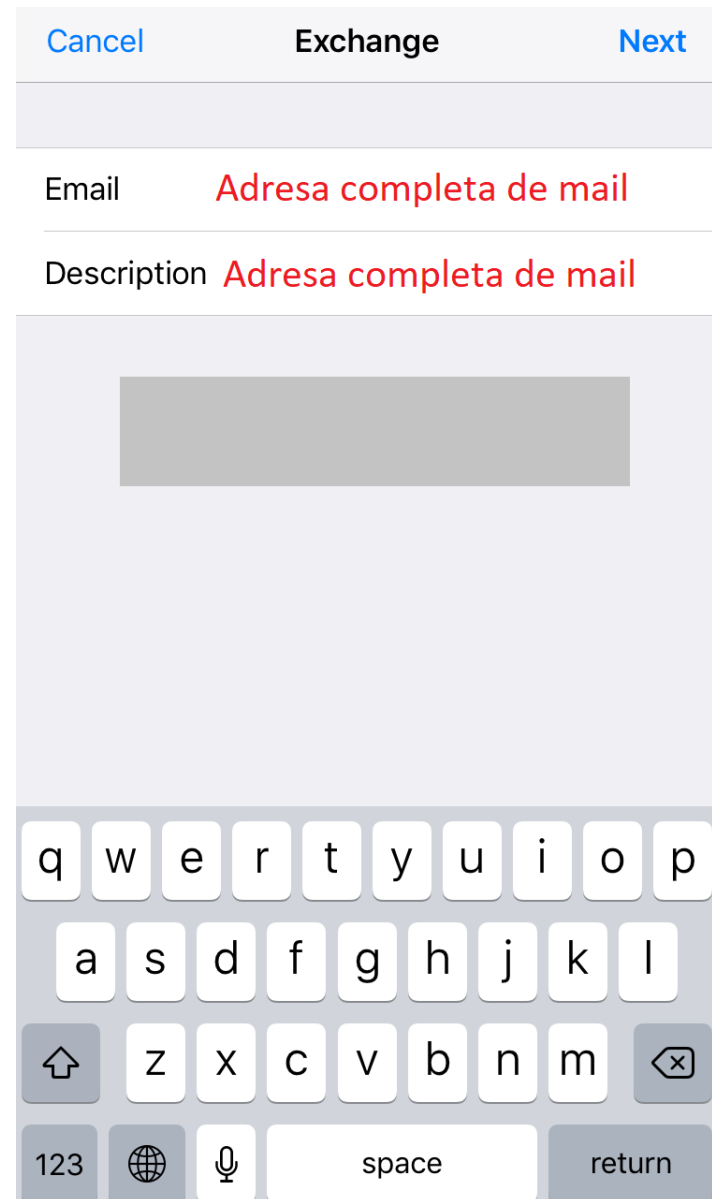 Cancel Exchange Next
Email Adresa completa de mail
Description Adresa completa de mail
q w e r t y u i o p
a s d f g h j k l
z x c v b n m
123 space return